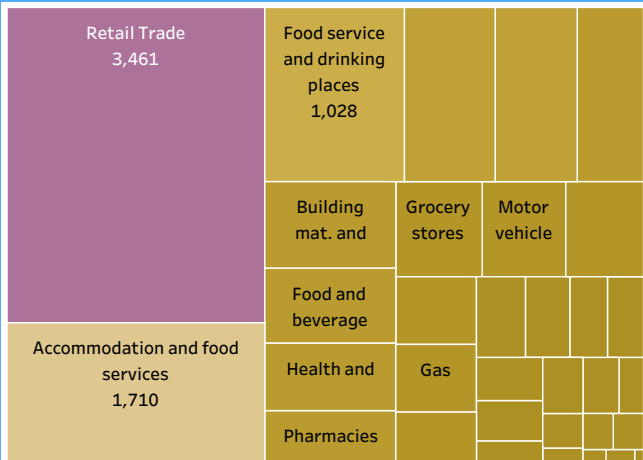 Retail Trade
3,461
Accommodation and food
services
1,710
Food service
and drinking
places
1,028
Building
mat. and
Food and
beverage
Health and
Pharmacies
Grocery
stores
Motor
vehicle
Gas